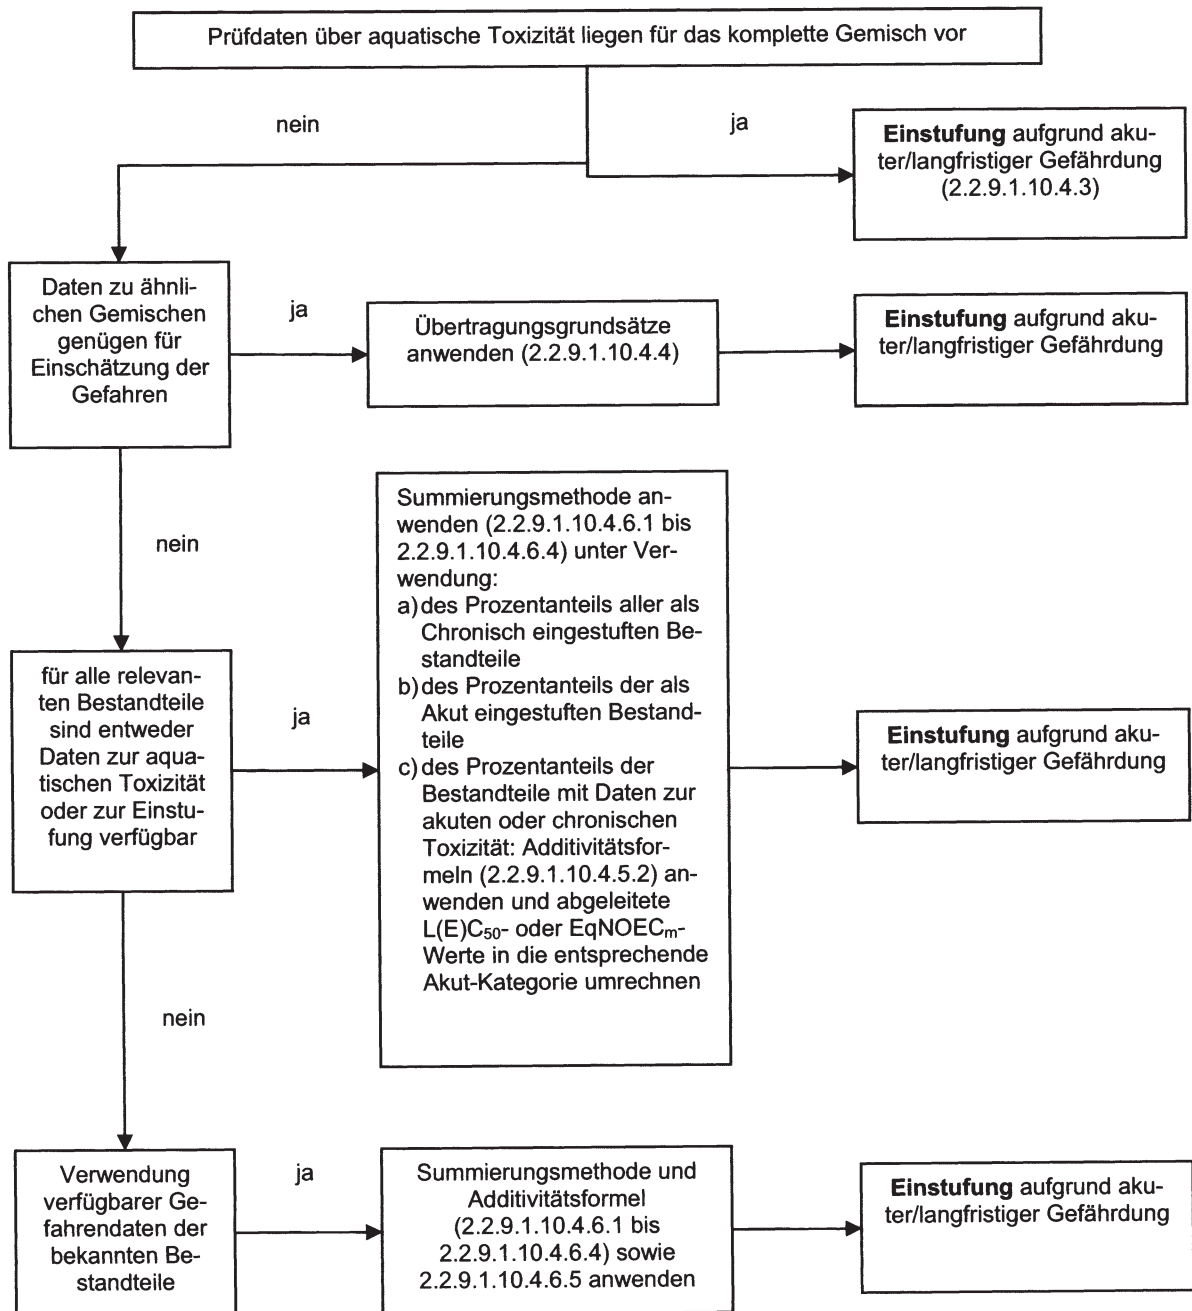 Prüfdaten über aquatische Toxizität liegen für das komplette Gemisch vor
nein
ja
Einstufung aufgrund aku-
ter/langfristiger Gefährdung
(2.2.9.1.10.4.3)
Daten zu ähnli-
chen Gemischen
genügen für
Einschätzung der
Gefahren
ja
Übertragungsgrundsätze
anwenden (2.2.9.1.10.4.4)
Einstufung aufgrund aku-
ter/langfristiger Gefährdung
nein
für alle relevan-
ten Bestandteile
sind entweder
Daten zur aqua-
tischen Toxizität
oder zur Einstu-
fung verfügbar
ja
Summierungsmethode an-
wenden (2.2.9.1.10.4.6.1 bis
2.2.9.1.10.4.6.4) unter Ver-
wendung:
a) des Prozentanteils aller als
Chronisch eingestuften Be-
standteile
b) des Prozentanteils der als
Akut eingestuften Bestand-
teile
c) des Prozentanteils der
Bestandteile mit Daten zur
akuten oder chronischen
Toxizität: Additivitätsfor-
meln (2.2.9.1.10.4.5.2) an-
wenden und abgeleitete
L(E)C₅₀- oder EqNOECₘ-
Werte in die entsprechende
Akut-Kategorie umrechnen
Einstufung aufgrund aku-
ter/langfristiger Gefährdung
nein
Verwendung
verfügbarer Ge-
fahrendaten der
bekannten Be-
standteile
ja
Summierungsmethode und
Additivitätsformel
(2.2.9.1.10.4.6.1 bis
2.2.9.1.10.4.6.4) sowie
2.2.9.1.10.4.6.5 anwenden
Einstufung aufgrund aku-
ter/langfristiger Gefährdung